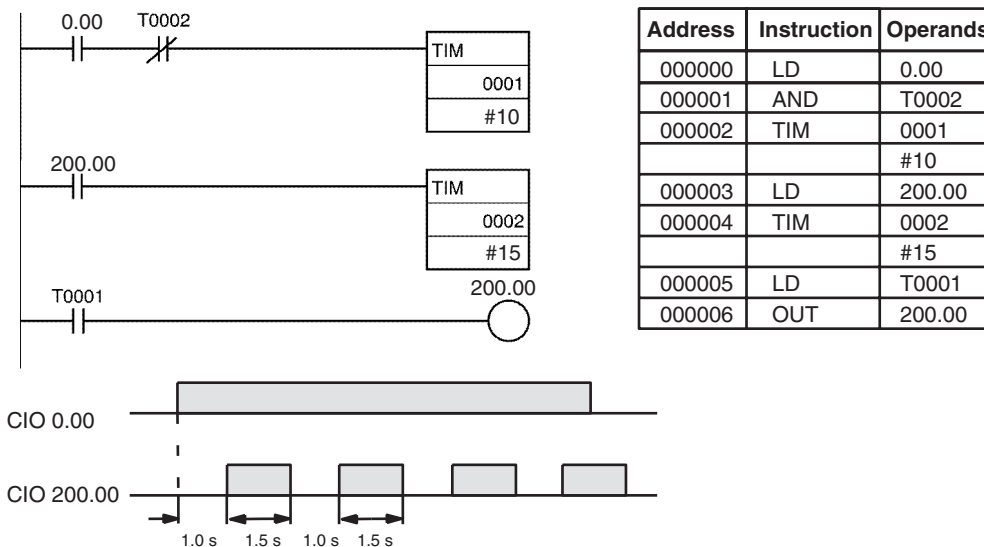 0.00 T0002
TIM
0001
#10
200.00
TIM
0002
#15
T0001
200.00
Address Instruction Operands
000000 LD 0.00
000001 AND T0002
000002 TIM 0001
#10
000003 LD 200.00
000004 TIM 0002
#15
000005 LD T0001
000006 OUT 200.00
CIO 0.00
CIO 200.00
1.0 s 1.5 s 1.0 s 1.5 s